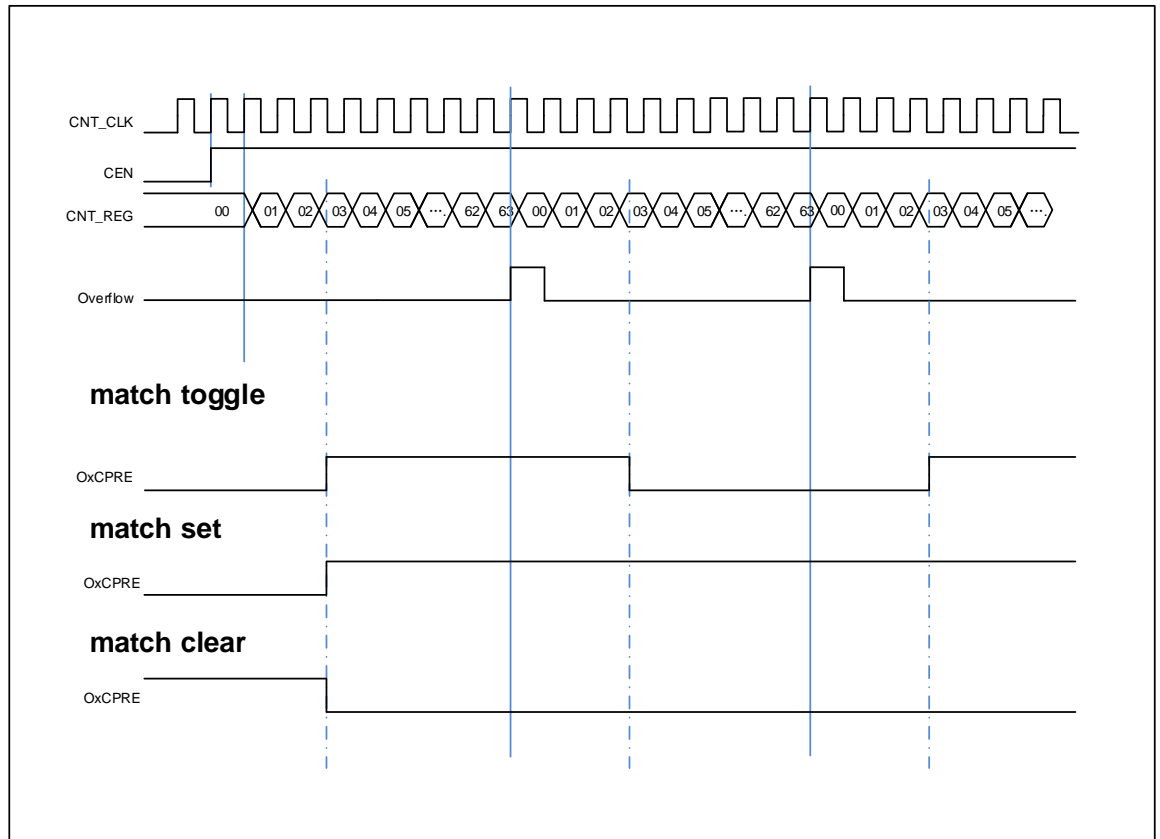 CNT_CLK
CEN
CNT_REG 00 01 02 03 04 05 …. 62 63 00 01 02 03 04 05 …. 62 63 00 01 02 03 04 05 ….
Overflow
match toggle
OxCPRE
match set
OxCPRE
match clear
OxCPRE